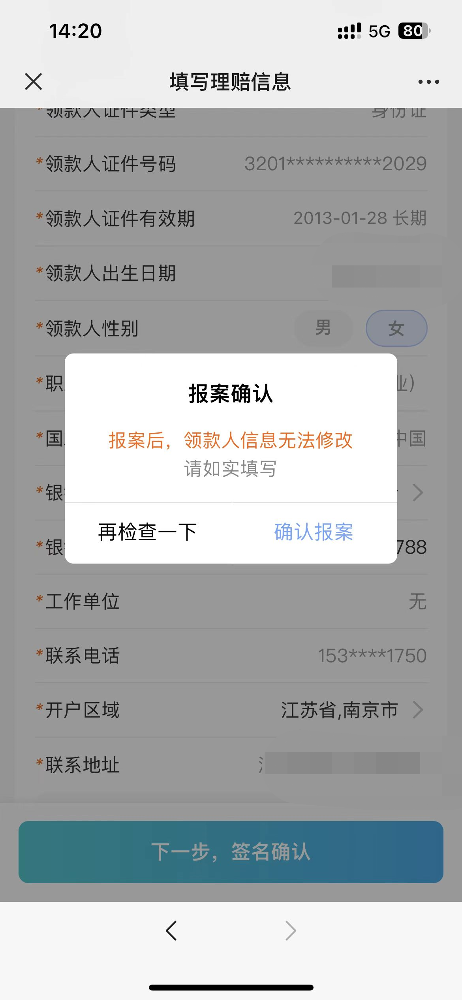 14:20
5G 80
填写理赔信息
*领款人证件类型 身份证
*领款人证件号码 3201**********2029
*领款人证件有效期 2013-01-28 长期
*领款人出生日期
*领款人性别 男 女
*职 业)
*国 中国
*银
*银 788
报案确认
报案后，领款人信息无法修改
请如实填写
再检查一下 确认报案
*工作单位 无
*联系电话 153****1750
*开户区域 江苏省,南京市
*联系地址
下一步，签名确认